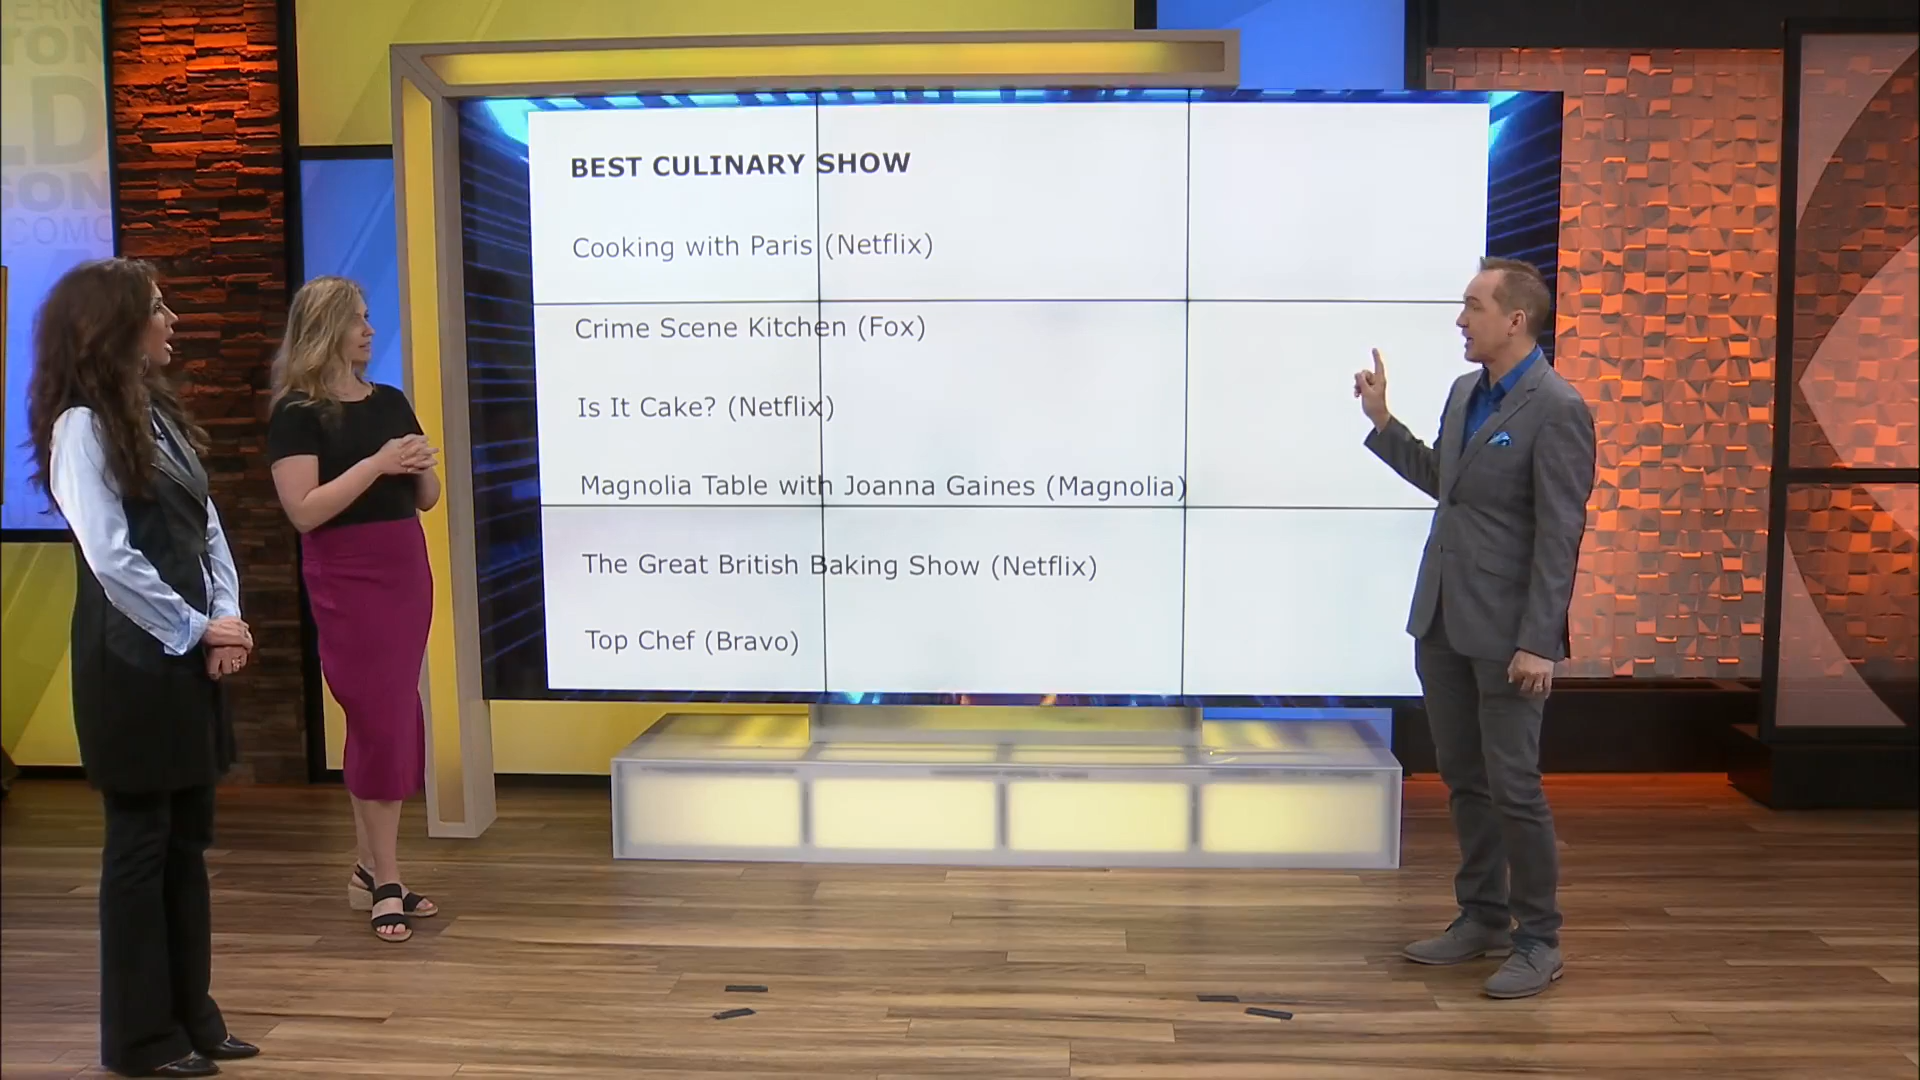 BEST CULINARY SHOW
Cooking with Paris (Netflix)
Crime Scene Kitchen (Fox)
Is It Cake? (Netflix)
Magnolia Table with Joanna Gaines (Magnolia)
The Great British Baking Show (Netflix)
Top Chef (Bravo)